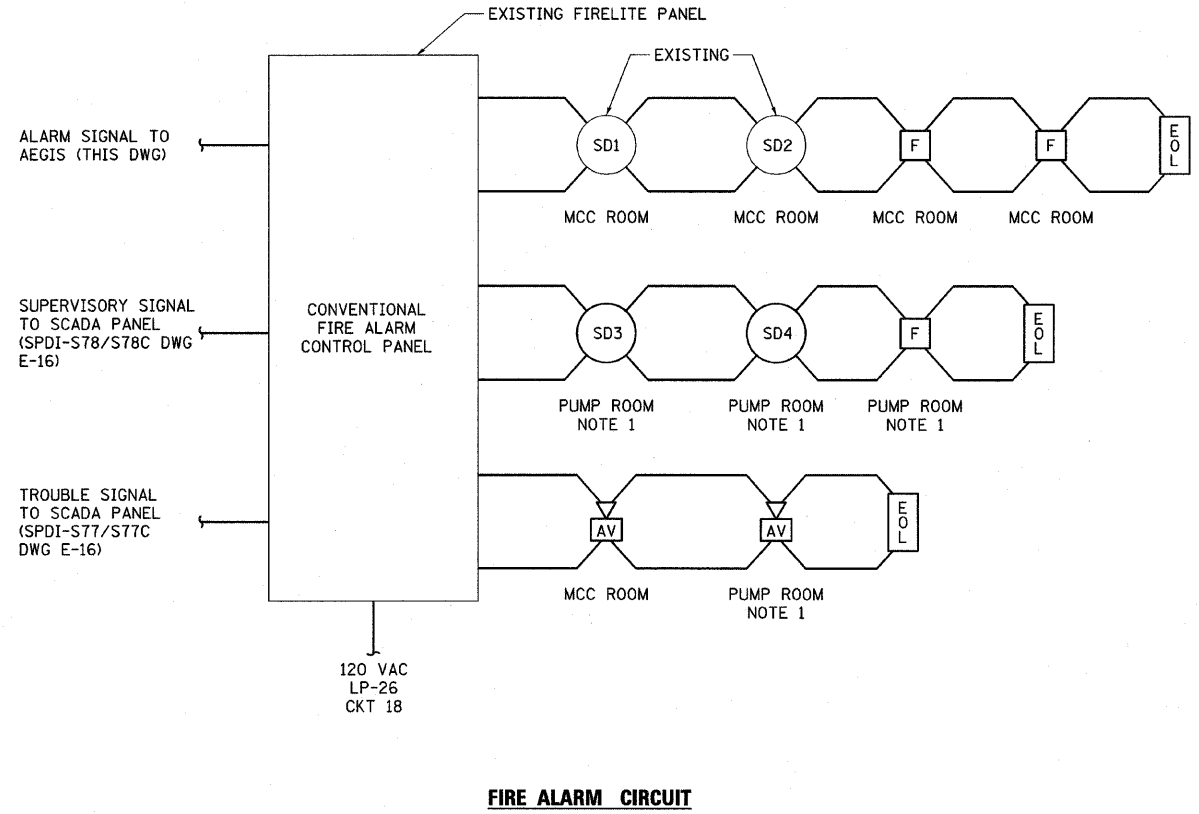 EXISTING FIRELITE PANEL
EXISTING
ALARM SIGNAL TO
AEGIS (THIS DWG)
SD1
SD2
F
F
EOL
MCC ROOM
MCC ROOM
MCC ROOM
MCC ROOM
SUPERVISORY SIGNAL
TO SCADA PANEL
(SPDI-S78/S78C DWG
E-16)
CONVENTIONAL
FIRE ALARM
CONTROL PANEL
SD3
SD4
F
EOL
PUMP ROOM
NOTE 1
PUMP ROOM
NOTE 1
PUMP ROOM
NOTE 1
TROUBLE SIGNAL
TO SCADA PANEL
(SPDI-S77/S77C
DWG E-16)
AV
AV
EOL
MCC ROOM
PUMP ROOM
NOTE 1
120 VAC
LP-26
CKT 18
FIRE ALARM CIRCUIT